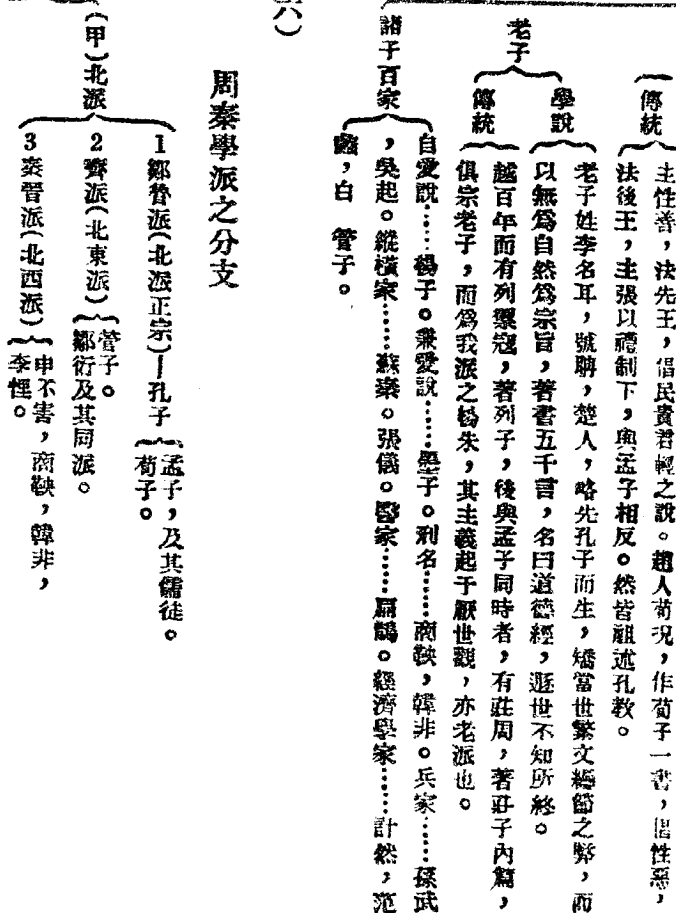 傳統
主性善，法先王，倡民貴君輕之說。趙人荀況，作荀子一書，倡性惡，
法後王，主張以禮制下，與孟子相反。然皆祖述孔教。
老子
學說
老子姓李名耳，號聃，楚人，略先孔子而生，矯當世繁文縟節之弊，而
以無爲自然爲宗旨，著書五千言，名曰道德經，遯世不知所終。
傳統
越百年而有列禦寇，著列子，後與孟子同時者，有莊周，著莊子內篇，
俱宗老子，而爲我派之楊朱，其主義起于厭世觀，亦老派也。
諸子百家
自愛說……楊子。兼愛說……墨子。刑名……商鞅，韓非。兵家……孫武
，吳起。縱橫家……蘇秦。張儀。醫家……扁鵲。經濟學家……計然，范
蠡，白　管子。
六）
周秦學派之分支
（甲）北派
1 鄒魯派（北派正宗）—孔子
孟子，及其儒徒。
荀子。
2 齊派（北東派）
管子。
鄒衍及其同派。
3 秦晉派（北西派）
申不害，商鞅，韓非，
李悝。